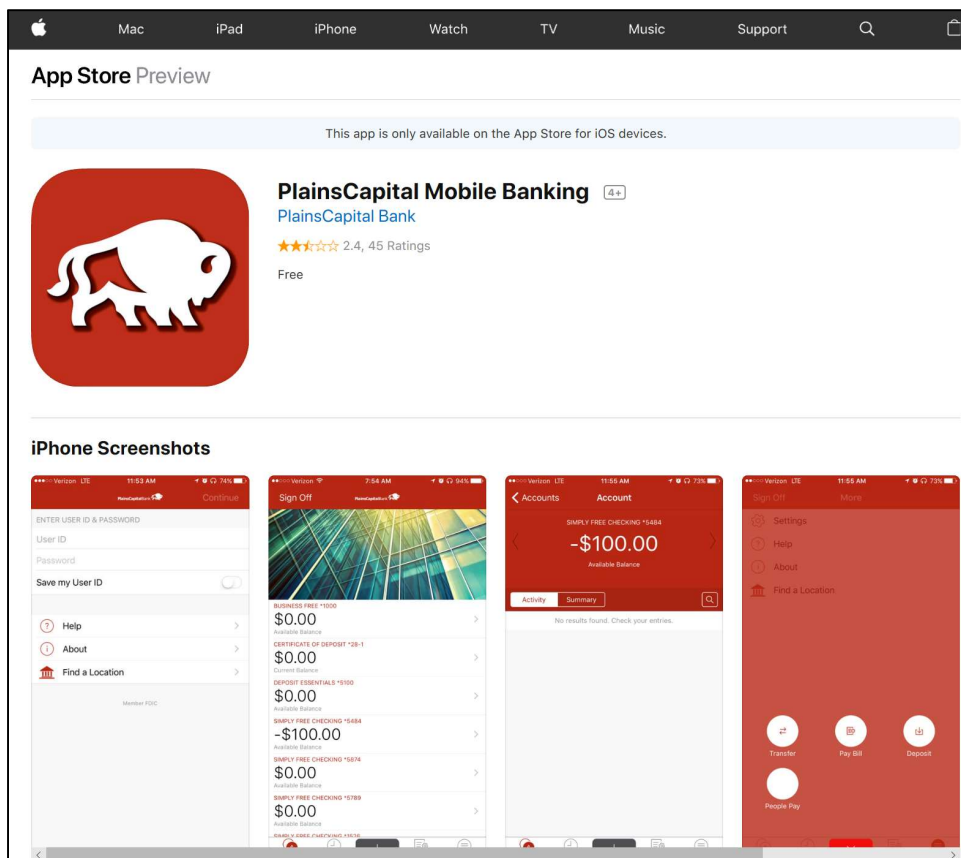 Mac iPad iPhone Watch TV Music Support
App Store Preview
This app is only available on the App Store for iOS devices.
PlainsCapital Mobile Banking 4+
PlainsCapital Bank
2.4, 45 Ratings
Free
iPhone Screenshots
Verizon LTE 11:53 AM 74%
PlainsCapital Bank Continue
ENTER USER ID & PASSWORD
User ID
Password
Save my User ID
Help
About
Find a Location
Member FDIC
Verizon 7:54 AM 94%
Sign Off PlainsCapital Bank
BUSINESS FREE *1000
$0.00
Available Balance
CERTIFICATE OF DEPOSIT *28-1
$0.00
Current Balance
DEPOSIT ESSENTIALS *5100
$0.00
Available Balance
SIMPLY FREE CHECKING *5484
-$100.00
Available Balance
SIMPLY FREE CHECKING *5874
$0.00
Available Balance
SIMPLY FREE CHECKING *5789
$0.00
Available Balance
SIMPLY FREE CHECKING
Verizon LTE 11:55 AM 73%
Accounts Account
SIMPLY FREE CHECKING *5484
-$100.00
Available Balance
Activity Summary
No results found. Check your entries.
Verizon LTE 11:55 AM 73%
Sign Off More
Settings
Help
About
Find a Location
Transfer Pay Bill Deposit
People Pay